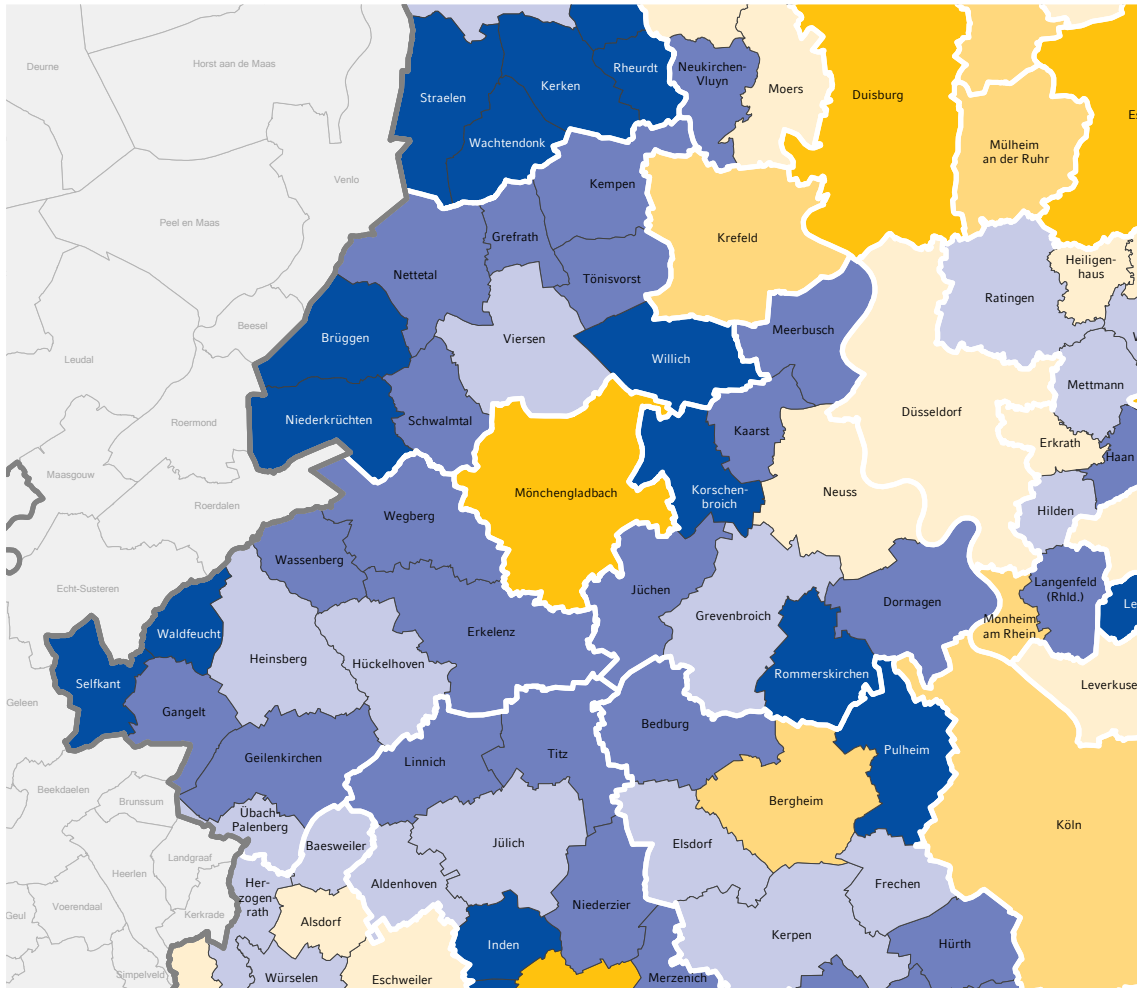 Deurne
Horst aan de Maas
Venlo
Peel en Maas
Beesel
Leudal
Roermond
Maasgouw
Roerdalen
Echt-Susteren
Geleen
Beekdaelen
Brunssum
Landgraaf
Heerlen
Voerendaal
Kerkrade
Geul
Simpelveld
Straelen
Kerken
Rheurdt
Wachtendonk
Neukirchen-
Vluyn
Moers
Duisburg
Es
Mülheim
an der Ruhr
Kempen
Grefrath
Krefeld
Nettetal
Tönisvorst
Heiligen-
haus
Ratingen
Brüggen
Viersen
Willich
Meerbusch
Mettmann
Niederkrüchten
Schwalmtal
Kaarst
Düsseldorf
Erkrath
Haan
Mönchengladbach
Korschen-
broich
Neuss
Hilden
Wegberg
Wassenberg
Jüchen
Langenfeld
(Rhld.)
Dormagen
Le
Monheim
am Rhein
Waldfeucht
Erkelenz
Grevenbroich
Heinsberg
Hückelhoven
Rommerskirchen
Selfkant
Leverkuse
Gangelt
Bedburg
Pulheim
Geilenkirchen
Linnich
Titz
Bergheim
Übach-
Palenberg
Köln
Baesweiler
Jülich
Elsdorf
Her-
zogen-
rath
Aldenhoven
Frechen
Alsdorf
Niederzier
Kerpen
Inden
Hürth
Würselen
Eschweiler
Merzenich